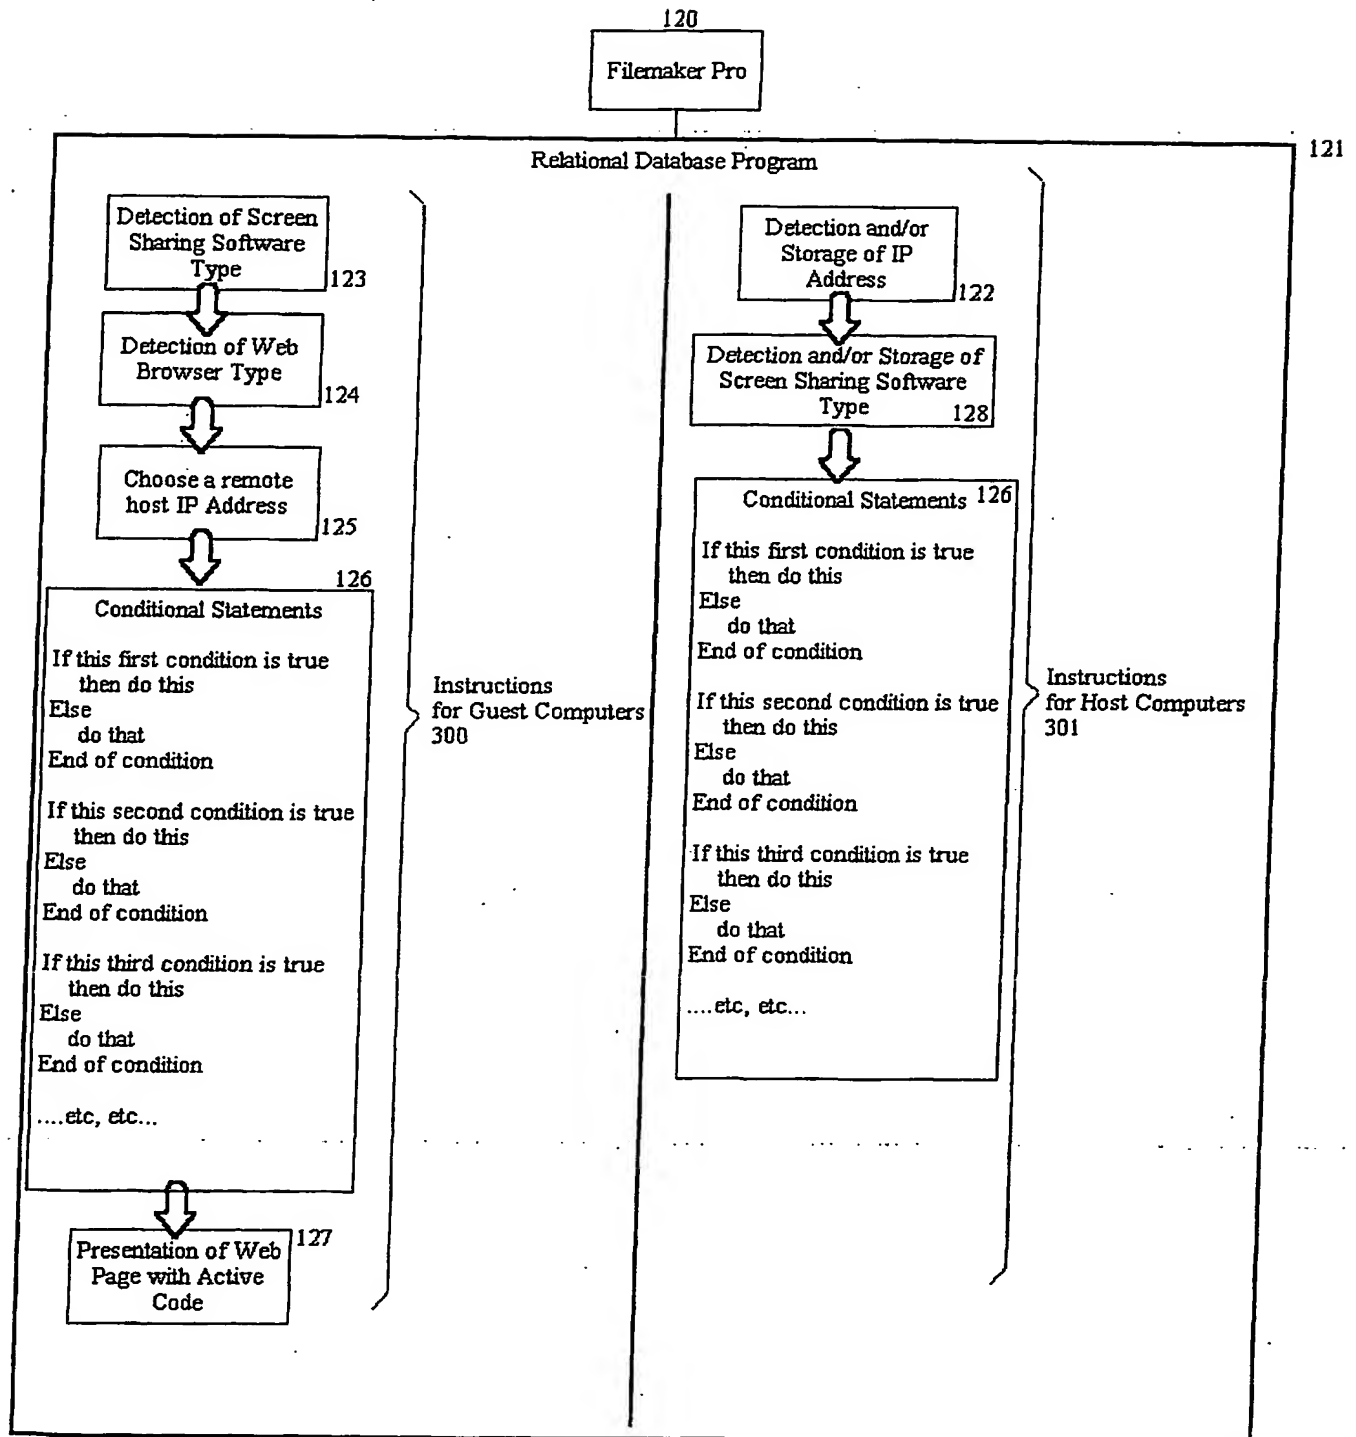 120
Filemaker Pro
121
Relational Database Program
Detection of Screen
Sharing Software
Type
123
Detection of Web
Browser Type
124
Choose a remote
host IP Address
125
126
Conditional Statements
If this first condition is true
then do this
Else
do that
End of condition
If this second condition is true
then do this
Else
do that
End of condition
If this third condition is true
then do this
Else
do that
End of condition
....etc, etc...
127
Presentation of Web
Page with Active
Code
Instructions
for Guest Computers
300
Detection and/or
Storage of IP
Address
122
Detection and/or Storage of
Screen Sharing Software
Type
128
Conditional Statements
126
If this first condition is true
then do this
Else
do that
End of condition
If this second condition is true
then do this
Else
do that
End of condition
If this third condition is true
then do this
Else
do that
End of condition
....etc, etc...
Instructions
for Host Computers
301